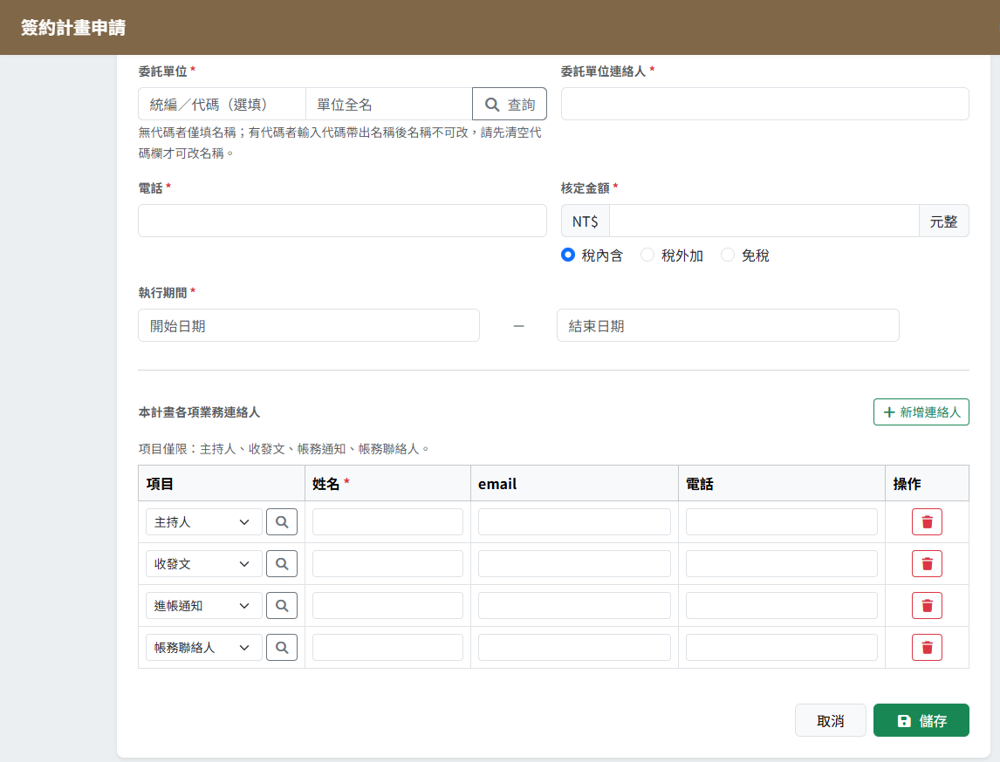 簽約計畫申請
委託單位 *
委託單位連絡人 *
統編／代碼（選填）
單位全名
查詢
無代碼者僅填名稱；有代碼者輸入代碼帶出名稱後名稱不可改，請先清空代
碼欄才可改名稱。
電話 *
核定金額 *
NT$
元整
稅內含
稅外加
免稅
執行期間 *
開始日期
—
結束日期
本計畫各項業務連絡人
+ 新增連絡人
項目僅限：主持人、收發文、帳務通知、帳務聯絡人。
項目
姓名 *
email
電話
操作
主持人
收發文
進帳通知
帳務聯絡人
取消
儲存